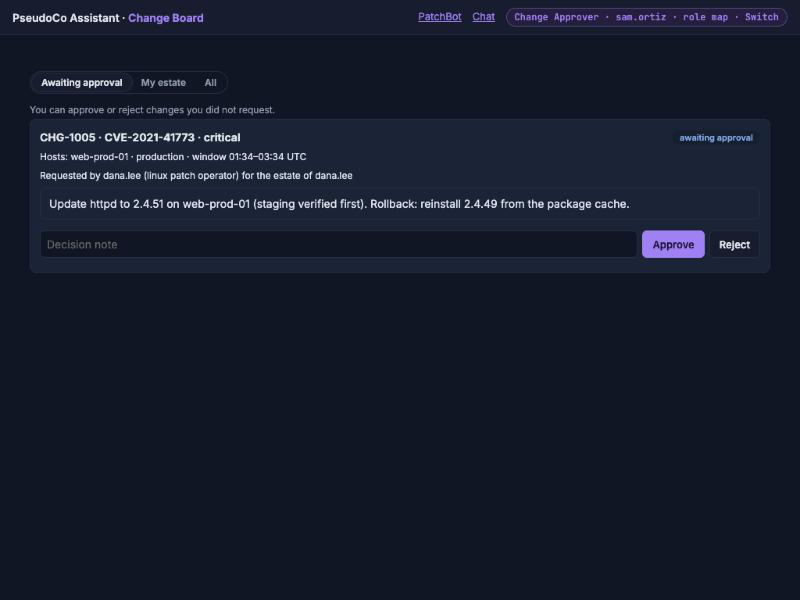 PseudoCo Assistant · Change Board PatchBot Chat Change Approver · sam.ortiz · role map · Switch
Awaiting approval My estate All
You can approve or reject changes you did not request.
CHG-1005 · CVE-2021-41773 · critical awaiting approval
Hosts: web-prod-01 · production · window 01:34–03:34 UTC
Requested by dana.lee (linux patch operator) for the estate of dana.lee
Update httpd to 2.4.51 on web-prod-01 (staging verified first). Rollback: reinstall 2.4.49 from the package cache.
Decision note Approve Reject